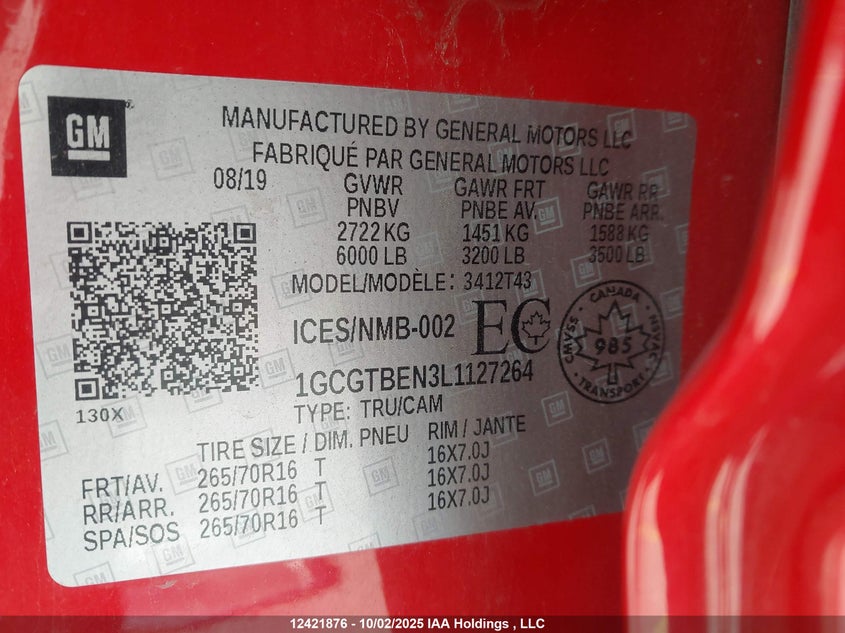 GM
MANUFACTURED BY GENERAL MOTORS LLC
FABRIQUÉ PAR GENERAL MOTORS LLC
08/19 GVWR GAWR FRT GAWR RR
PNBV PNBE AV. PNBE ARR.
2722 KG 1451 KG 1588 KG
6000 LB 3200 LB 3500 LB
MODEL/MODÈLE: 3412T43
ICES/NMB-002 EC
CANADA
CMVSS 985 NSVAC
TRANSPORT
1GCGTBEN3L1127264
130X
TYPE: TRU/CAM
TIRE SIZE / DIM. PNEU RIM / JANTE
FRT/AV. 265/70R16 T 16X7.0J
RR/ARR. 265/70R16 T 16X7.0J
SPA/SOS 265/70R16 T 16X7.0J
12421876 - 10/02/2025 IAA Holdings , LLC